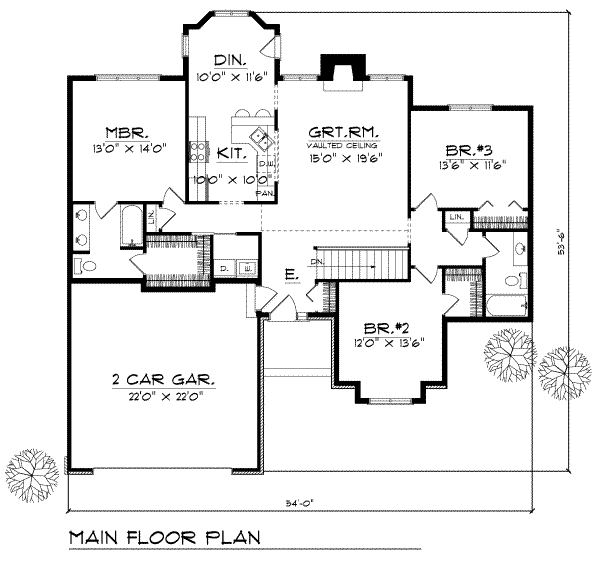 DIN.
10'0" × 11'6"
MBR.
13'0" × 14'0"
GRT.RM.
VAULTED CEILING
15'0" × 19'6"
BR.#3
13'6" × 11'6"
KIT.
10'0" × 10'0"
D.W.
PAN.
LIN.
LIN.
53'-6"
D.
E.
DN.
BR.#2
12'0" × 13'6"
2 CAR GAR.
22'0" × 22'0"
54'-0"
MAIN FLOOR PLAN